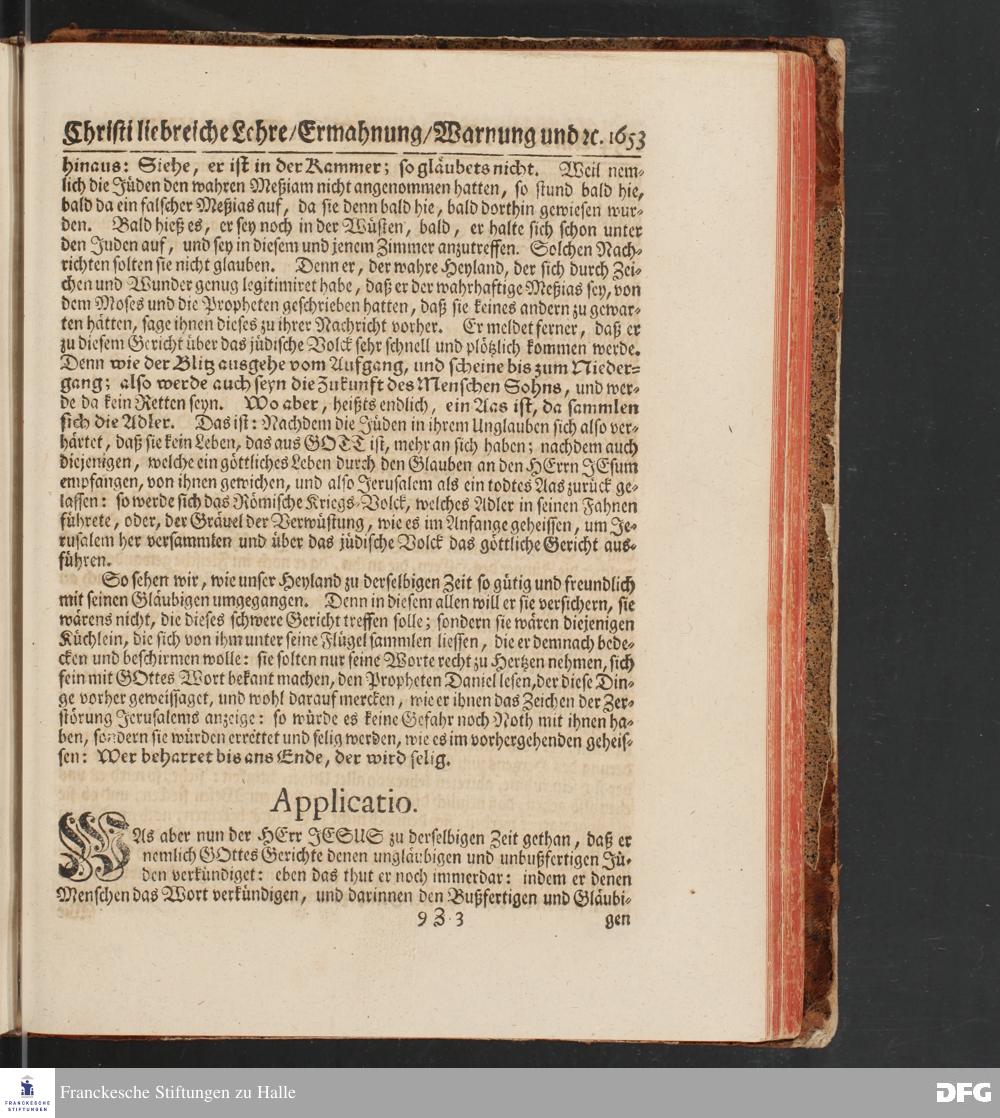 Christi liebreiche Lehre/Ermahnung/Warnung und ꝛc. 1653
hinaus: Siehe, er ist in der Kammer; so gläubets nicht. Weil nem-
lich die Jüden den wahren Meßiam nicht angenommen hatten, so stund bald hie,
bald da ein falscher Meßias auf, da sie denn bald hie, bald dorthin gewiesen wur-
den. Bald hieß es, er sey noch in der Wüsten, bald, er halte sich schon unter
den Juden auf, und sey in diesem und jenem Zimmer anzutreffen. Solchen Nach-
richten solten sie nicht glauben. Denn er, der wahre Heyland, der sich durch Zei-
chen und Wunder genug legitimiret habe, daß er der wahrhaftige Meßias sey, von
dem Moses und die Propheten geschrieben hatten, daß sie keines andern zu gewar-
ten hätten, sage ihnen dieses zu ihrer Nachricht vorher. Er meldet ferner, daß er
zu diesem Gericht über das jüdische Volck sehr schnell und plötzlich kommen werde.
Denn wie der Blitz ausgehe vom Aufgang, und scheine bis zum Nieder-
gang; also werde auch seyn die Zukunft des Menschen Sohns, und wer-
de da kein Retten seyn. Wo aber, heißts endlich, ein Aas ist, da sammlen
sich die Adler. Das ist: Nachdem die Jüden in ihrem Unglauben sich also ver-
härtet, daß sie kein Leben, das aus GOTT ist, mehr an sich haben; nachdem auch
diejenigen, welche ein göttliches Leben durch den Glauben an den HErrn JEsum
empfangen, von ihnen gewichen, und also Jerusalem als ein todtes Aas zurück ge-
lassen: so werde sich das Römische Kriegs-Volck, welches Adler in seinen Fahnen
führete, oder, der Gräuel der Verwüstung, wie es im Anfange geheissen, um Je-
rusalem her versammlen und über das jüdische Volck das göttliche Gericht aus-
führen.
So sehen wir, wie unser Heyland zu derselbigen Zeit so gütig und freundlich
mit seinen Gläubigen umgegangen. Denn in diesem allen will er sie versichern, sie
wärens nicht, die dieses schwere Gericht treffen solle; sondern sie wären diejenigen
Küchlein, die sich von ihm unter seine Flügel sammlen liessen, die er demnach bede-
cken und beschirmen wolle: sie solten nur seine Worte recht zu Hertzen nehmen, sich
fein mit GOttes Wort bekant machen, den Propheten Daniel lesen, der diese Din-
ge vorher geweissaget, und wohl darauf mercken, wie er ihnen das Zeichen der Zer-
störung Jerusalems anzeige: so würde es keine Gefahr noch Noth mit ihnen ha-
ben, sondern sie würden errettet und selig werden, wie es im vorhergehenden geheis-
sen: Wer beharret bis ans Ende, der wird selig.
Applicatio.
WAs aber nun der HErr JESUS zu derselbigen Zeit gethan, daß er
nemlich GOttes Gerichte denen ungläubigen und unbußfertigen Jü-
den verkündiget: eben das thut er noch immerdar: indem er denen
Menschen das Wort verkündigen, und darinnen den Bußfertigen und Gläubi-
9 Z 3 gen
FRANCKESCHE
STIFTUNGEN
Franckesche Stiftungen zu Halle
DFG